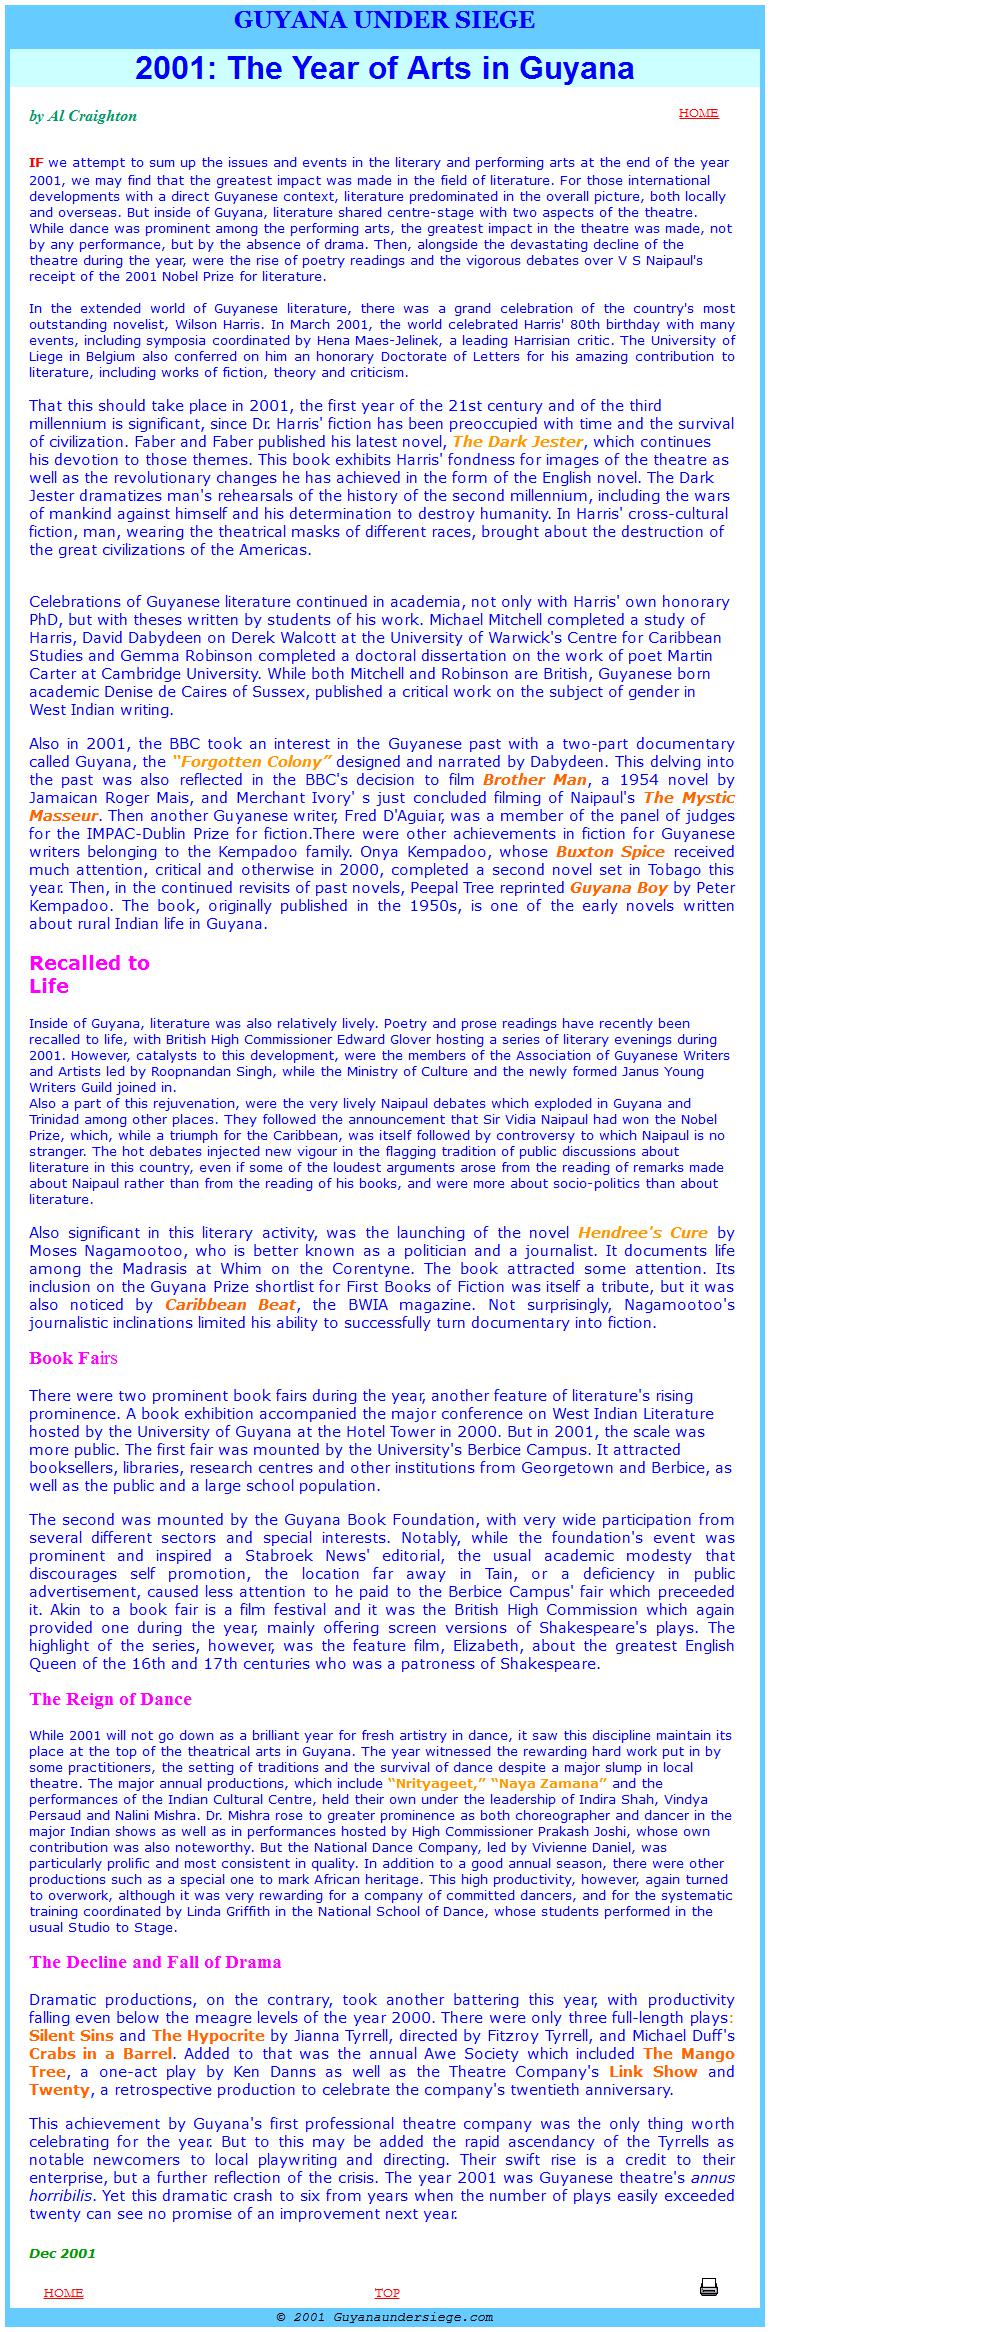 GUYANA UNDER SIEGE
2001: The Year of Arts in Guyana
by Al Craighton
HOME
IF we attempt to sum up the issues and events in the literary and performing arts at the end of the year
2001, we may find that the greatest impact was made in the field of literature. For those international
developments with a direct Guyanese context, literature predominated in the overall picture, both locally
and overseas. But inside of Guyana, literature shared centre-stage with two aspects of the theatre.
While dance was prominent among the performing arts, the greatest impact in the theatre was made, not
by any performance, but by the absence of drama. Then, alongside the devastating decline of the
theatre during the year, were the rise of poetry readings and the vigorous debates over V S Naipaul's
receipt of the 2001 Nobel Prize for literature.
In the extended world of Guyanese literature, there was a grand celebration of the country's most
outstanding novelist, Wilson Harris. In March 2001, the world celebrated Harris' 80th birthday with many
events, including symposia coordinated by Hena Maes-Jelinek, a leading Harrisian critic. The University of
Liege in Belgium also conferred on him an honorary Doctorate of Letters for his amazing contribution to
literature, including works of fiction, theory and criticism.
That this should take place in 2001, the first year of the 21st century and of the third
millennium is significant, since Dr. Harris' fiction has been preoccupied with time and the survival
of civilization. Faber and Faber published his latest novel, The Dark Jester, which continues
his devotion to those themes. This book exhibits Harris' fondness for images of the theatre as
well as the revolutionary changes he has achieved in the form of the English novel. The Dark
Jester dramatizes man's rehearsals of the history of the second millennium, including the wars
of mankind against himself and his determination to destroy humanity. In Harris' cross-cultural
fiction, man, wearing the theatrical masks of different races, brought about the destruction of
the great civilizations of the Americas.
Celebrations of Guyanese literature continued in academia, not only with Harris' own honorary
PhD, but with theses written by students of his work. Michael Mitchell completed a study of
Harris, David Dabydeen on Derek Walcott at the University of Warwick's Centre for Caribbean
Studies and Gemma Robinson completed a doctoral dissertation on the work of poet Martin
Carter at Cambridge University. While both Mitchell and Robinson are British, Guyanese born
academic Denise de Caires of Sussex, published a critical work on the subject of gender in
West Indian writing.
Also in 2001, the BBC took an interest in the Guyanese past with a two-part documentary
called Guyana, the "Forgotten Colony" designed and narrated by Dabydeen. This delving into
the past was also reflected in the BBC's decision to film Brother Man, a 1954 novel by
Jamaican Roger Mais, and Merchant Ivory' s just concluded filming of Naipaul's The Mystic
Masseur. Then another Guyanese writer, Fred D'Aguiar, was a member of the panel of judges
for the IMPAC-Dublin Prize for fiction.There were other achievements in fiction for Guyanese
writers belonging to the Kempadoo family. Onya Kempadoo, whose Buxton Spice received
much attention, critical and otherwise in 2000, completed a second novel set in Tobago this
year. Then, in the continued revisits of past novels, Peepal Tree reprinted Guyana Boy by Peter
Kempadoo. The book, originally published in the 1950s, is one of the early novels written
about rural Indian life in Guyana.
Recalled to
Life
Inside of Guyana, literature was also relatively lively. Poetry and prose readings have recently been
recalled to life, with British High Commissioner Edward Glover hosting a series of literary evenings during
2001. However, catalysts to this development, were the members of the Association of Guyanese Writers
and Artists led by Roopnandan Singh, while the Ministry of Culture and the newly formed Janus Young
Writers Guild joined in.
Also a part of this rejuvenation, were the very lively Naipaul debates which exploded in Guyana and
Trinidad among other places. They followed the announcement that Sir Vidia Naipaul had won the Nobel
Prize, which, while a triumph for the Caribbean, was itself followed by controversy to which Naipaul is no
stranger. The hot debates injected new vigour in the flagging tradition of public discussions about
literature in this country, even if some of the loudest arguments arose from the reading of remarks made
about Naipaul rather than from the reading of his books, and were more about socio-politics than about
literature.
Also significant in this literary activity, was the launching of the novel Hendree's Cure by
Moses Nagamootoo, who is better known as a politician and a journalist. It documents life
among the Madrasis at Whim on the Corentyne. The book attracted some attention. Its
inclusion on the Guyana Prize shortlist for First Books of Fiction was itself a tribute, but it was
also noticed by Caribbean Beat, the BWIA magazine. Not surprisingly, Nagamootoo's
journalistic inclinations limited his ability to successfully turn documentary into fiction.
Book Fairs
There were two prominent book fairs during the year, another feature of literature's rising
prominence. A book exhibition accompanied the major conference on West Indian Literature
hosted by the University of Guyana at the Hotel Tower in 2000. But in 2001, the scale was
more public. The first fair was mounted by the University's Berbice Campus. It attracted
booksellers, libraries, research centres and other institutions from Georgetown and Berbice, as
well as the public and a large school population.
The second was mounted by the Guyana Book Foundation, with very wide participation from
several different sectors and special interests. Notably, while the foundation's event was
prominent and inspired a Stabroek News' editorial, the usual academic modesty that
discourages self promotion, the location far away in Tain, or a deficiency in public
advertisement, caused less attention to he paid to the Berbice Campus' fair which preceeded
it. Akin to a book fair is a film festival and it was the British High Commission which again
provided one during the year, mainly offering screen versions of Shakespeare's plays. The
highlight of the series, however, was the feature film, Elizabeth, about the greatest English
Queen of the 16th and 17th centuries who was a patroness of Shakespeare.
The Reign of Dance
While 2001 will not go down as a brilliant year for fresh artistry in dance, it saw this discipline maintain its
place at the top of the theatrical arts in Guyana. The year witnessed the rewarding hard work put in by
some practitioners, the setting of traditions and the survival of dance despite a major slump in local
theatre. The major annual productions, which include "Nrityageet," "Naya Zamana" and the
performances of the Indian Cultural Centre, held their own under the leadership of Indira Shah, Vindya
Persaud and Nalini Mishra. Dr. Mishra rose to greater prominence as both choreographer and dancer in the
major Indian shows as well as in performances hosted by High Commissioner Prakash Joshi, whose own
contribution was also noteworthy. But the National Dance Company, led by Vivienne Daniel, was
particularly prolific and most consistent in quality. In addition to a good annual season, there were other
productions such as a special one to mark African heritage. This high productivity, however, again turned
to overwork, although it was very rewarding for a company of committed dancers, and for the systematic
training coordinated by Linda Griffith in the National School of Dance, whose students performed in the
usual Studio to Stage.
The Decline and Fall of Drama
Dramatic productions, on the contrary, took another battering this year, with productivity
falling even below the meagre levels of the year 2000. There were only three full-length plays:
Silent Sins and The Hypocrite by Jianna Tyrrell, directed by Fitzroy Tyrrell, and Michael Duff's
Crabs in a Barrel. Added to that was the annual Awe Society which included The Mango
Tree, a one-act play by Ken Danns as well as the Theatre Company's Link Show and
Twenty, a retrospective production to celebrate the company's twentieth anniversary.
This achievement by Guyana's first professional theatre company was the only thing worth
celebrating for the year. But to this may be added the rapid ascendancy of the Tyrrells as
notable newcomers to local playwriting and directing. Their swift rise is a credit to their
enterprise, but a further reflection of the crisis. The year 2001 was Guyanese theatre's annus
horribilis. Yet this dramatic crash to six from years when the number of plays easily exceeded
twenty can see no promise of an improvement next year.
Dec 2001
HOME
TOP
© 2001 Guyanaundersiege.com